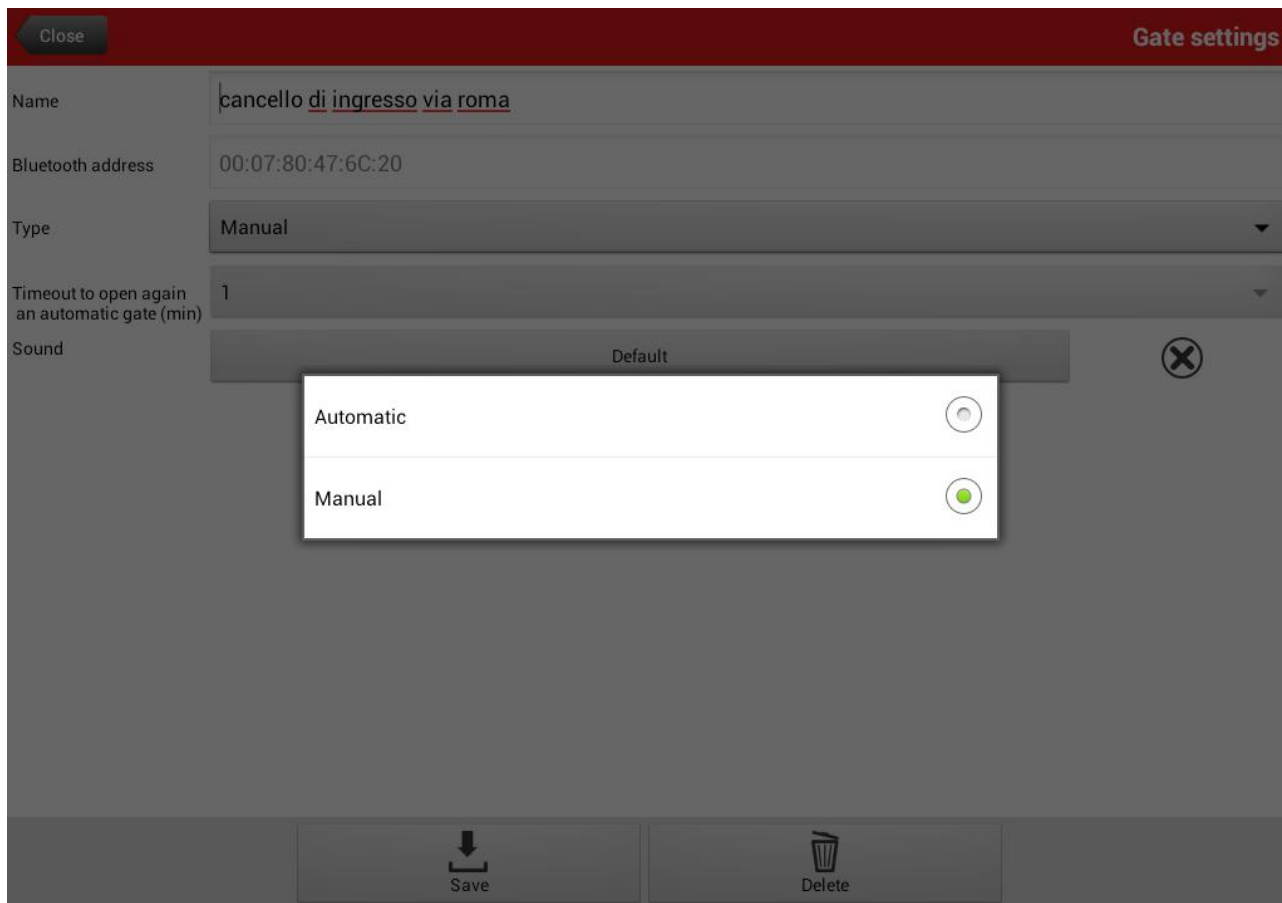 Close
Gate settings
Name
cancello di ingresso via roma
Bluetooth address
00:07:80:47:6C:20
Type
Manual
Timeout to open again
an automatic gate (min)
1
Sound
Default
Automatic
Manual
Save
Delete